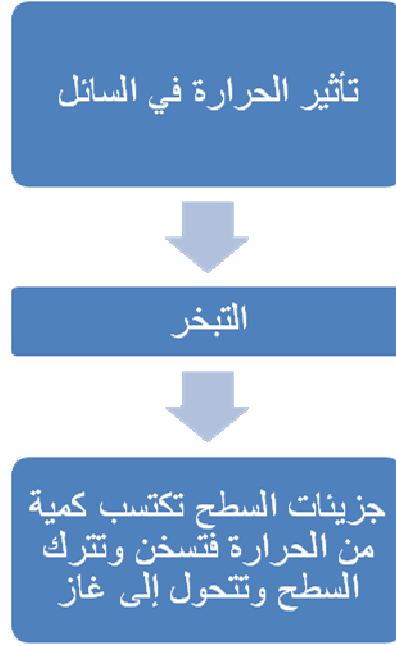 تأثير الحرارة في السائل
التبخر
جزيئات السطح تكتسب كمية
من الحرارة فتسخن وتترك
السطح وتتحول إلى غاز